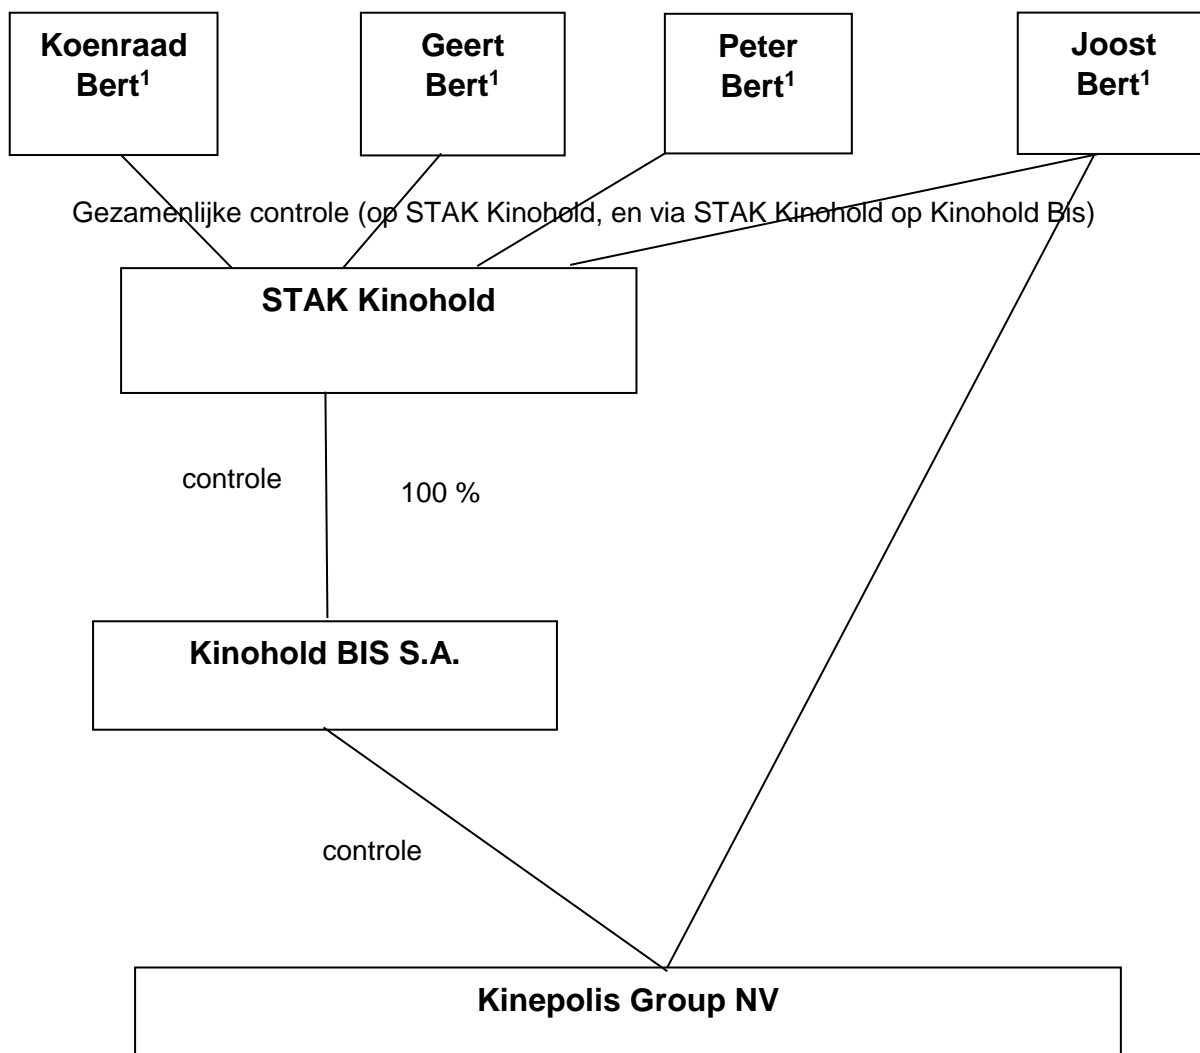 Koenraad
Bert¹
Geert
Bert¹
Peter
Bert¹
Joost
Bert¹
Gezamenlijke controle (op STAK Kinohold, en via STAK Kinohold op Kinohold Bis)
STAK Kinohold
controle
100 %
Kinohold BIS S.A.
controle
Kinepolis Group NV